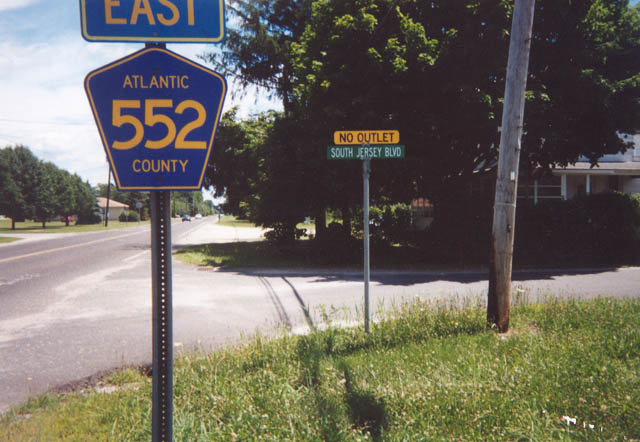 EAST
ATLANTIC
552
COUNTY
NO OUTLET
SOUTH JERSEY BLVD